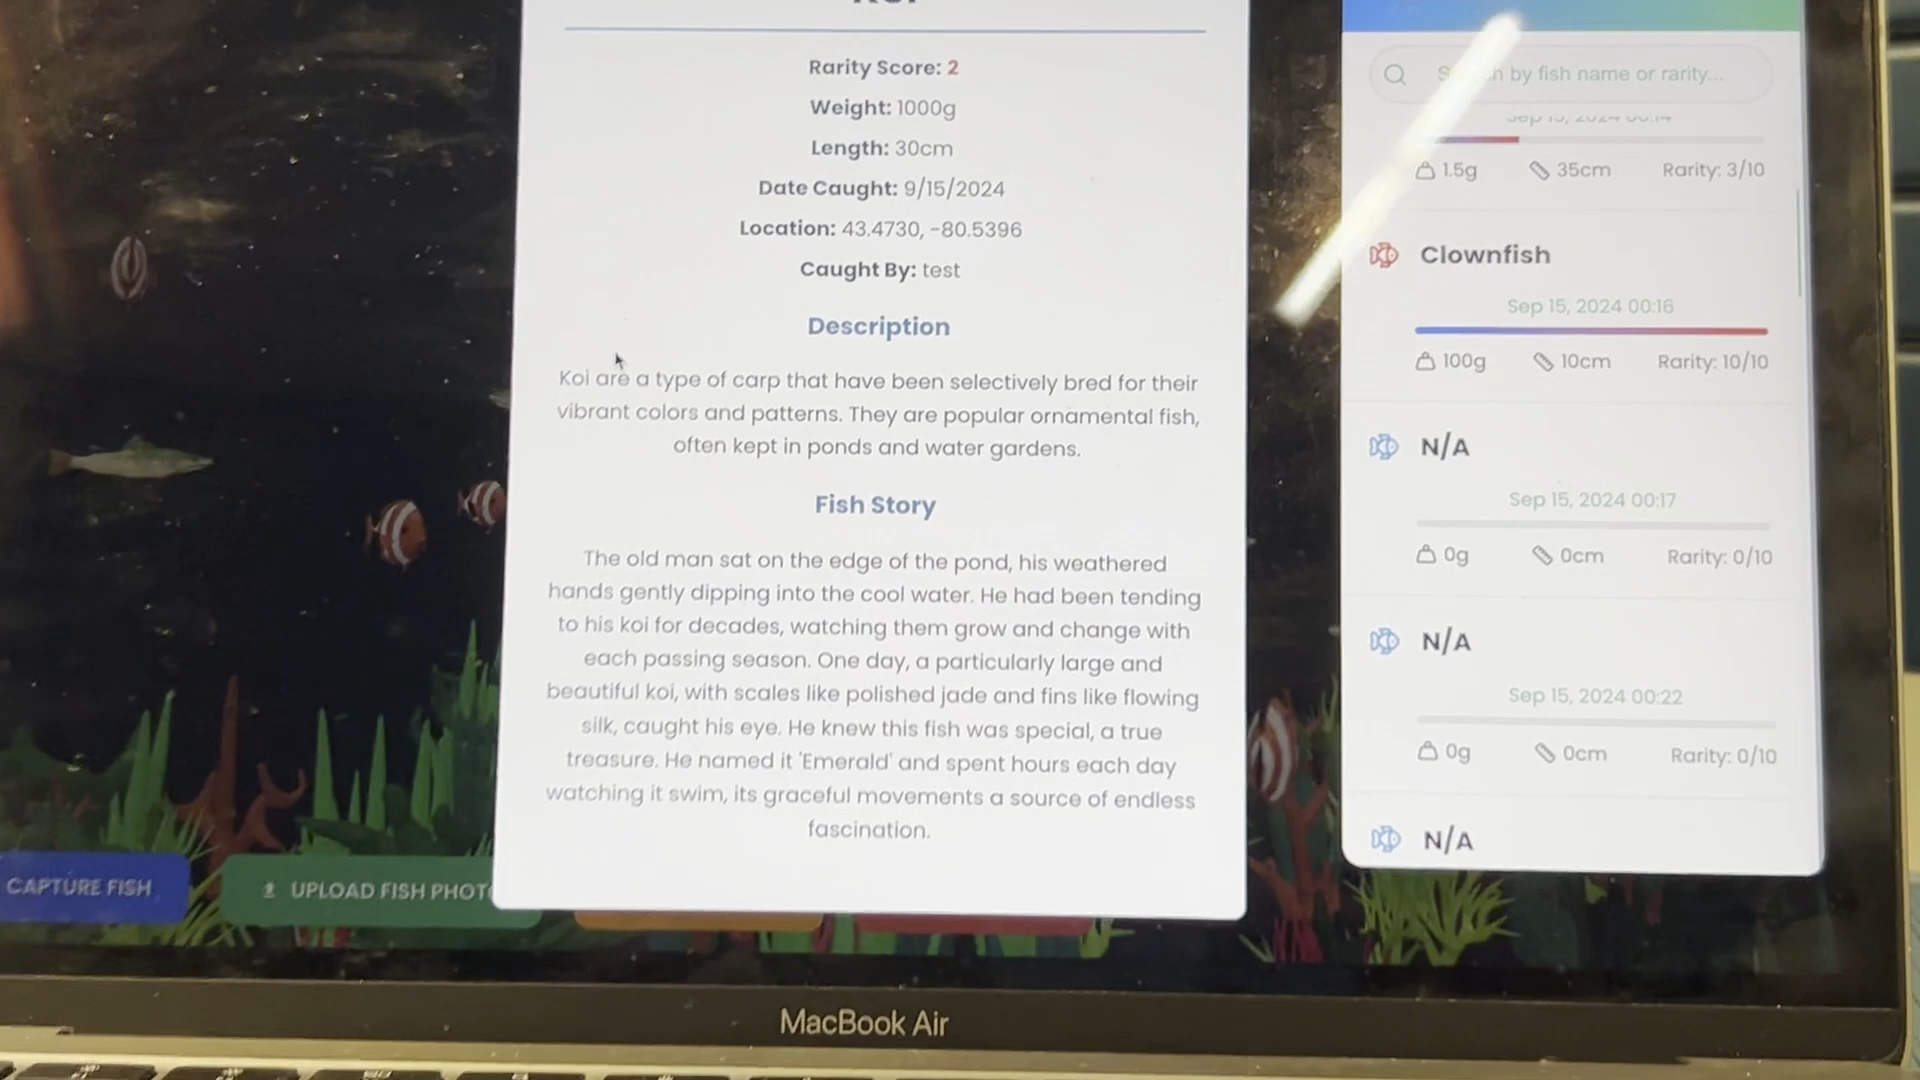 Rarity Score: 2
Weight: 1000g
Length: 30cm
Date Caught: 9/15/2024
Location: 43.4730, -80.5396
Caught By: test
Description
Koi are a type of carp that have been selectively bred for their
vibrant colors and patterns. They are popular ornamental fish,
often kept in ponds and water gardens.
Fish Story
The old man sat on the edge of the pond, his weathered
hands gently dipping into the cool water. He had been tending
to his koi for decades, watching them grow and change with
each passing season. One day, a particularly large and
beautiful koi, with scales like polished jade and fins like flowing
silk, caught his eye. He knew this fish was special, a true
treasure. He named it 'Emerald' and spent hours each day
watching it swim, its graceful movements a source of endless
fascination.
by fish name or rarity...
1.5g 35cm Rarity: 3/10
Clownfish
Sep 15, 2024 00:16
100g 10cm Rarity: 10/10
N/A
Sep 15, 2024 00:17
0g 0cm Rarity: 0/10
N/A
Sep 15, 2024 00:22
0g 0cm Rarity: 0/10
N/A
CAPTURE FISH
UPLOAD FISH
MacBook Air